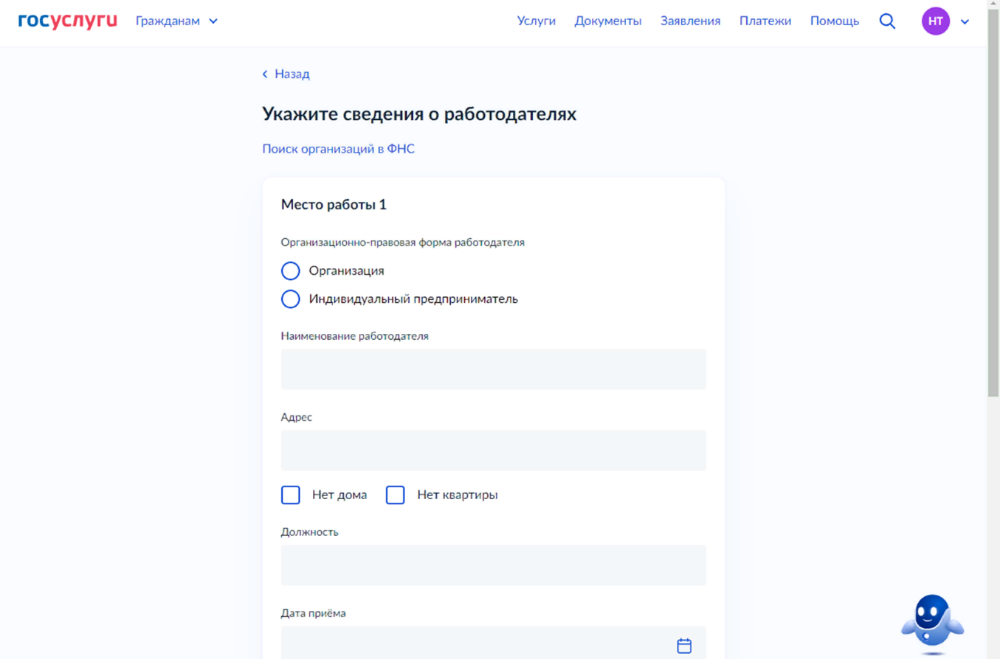 госуслуги Гражданам Услуги Документы Заявления Платежи Помощь НТ
Назад
Укажите сведения о работодателях
Поиск организаций в ФНС
Место работы 1
Организационно-правовая форма работодателя
Организация
Индивидуальный предприниматель
Наименование работодателя
Адрес
Нет дома Нет квартиры
Должность
Дата приёма